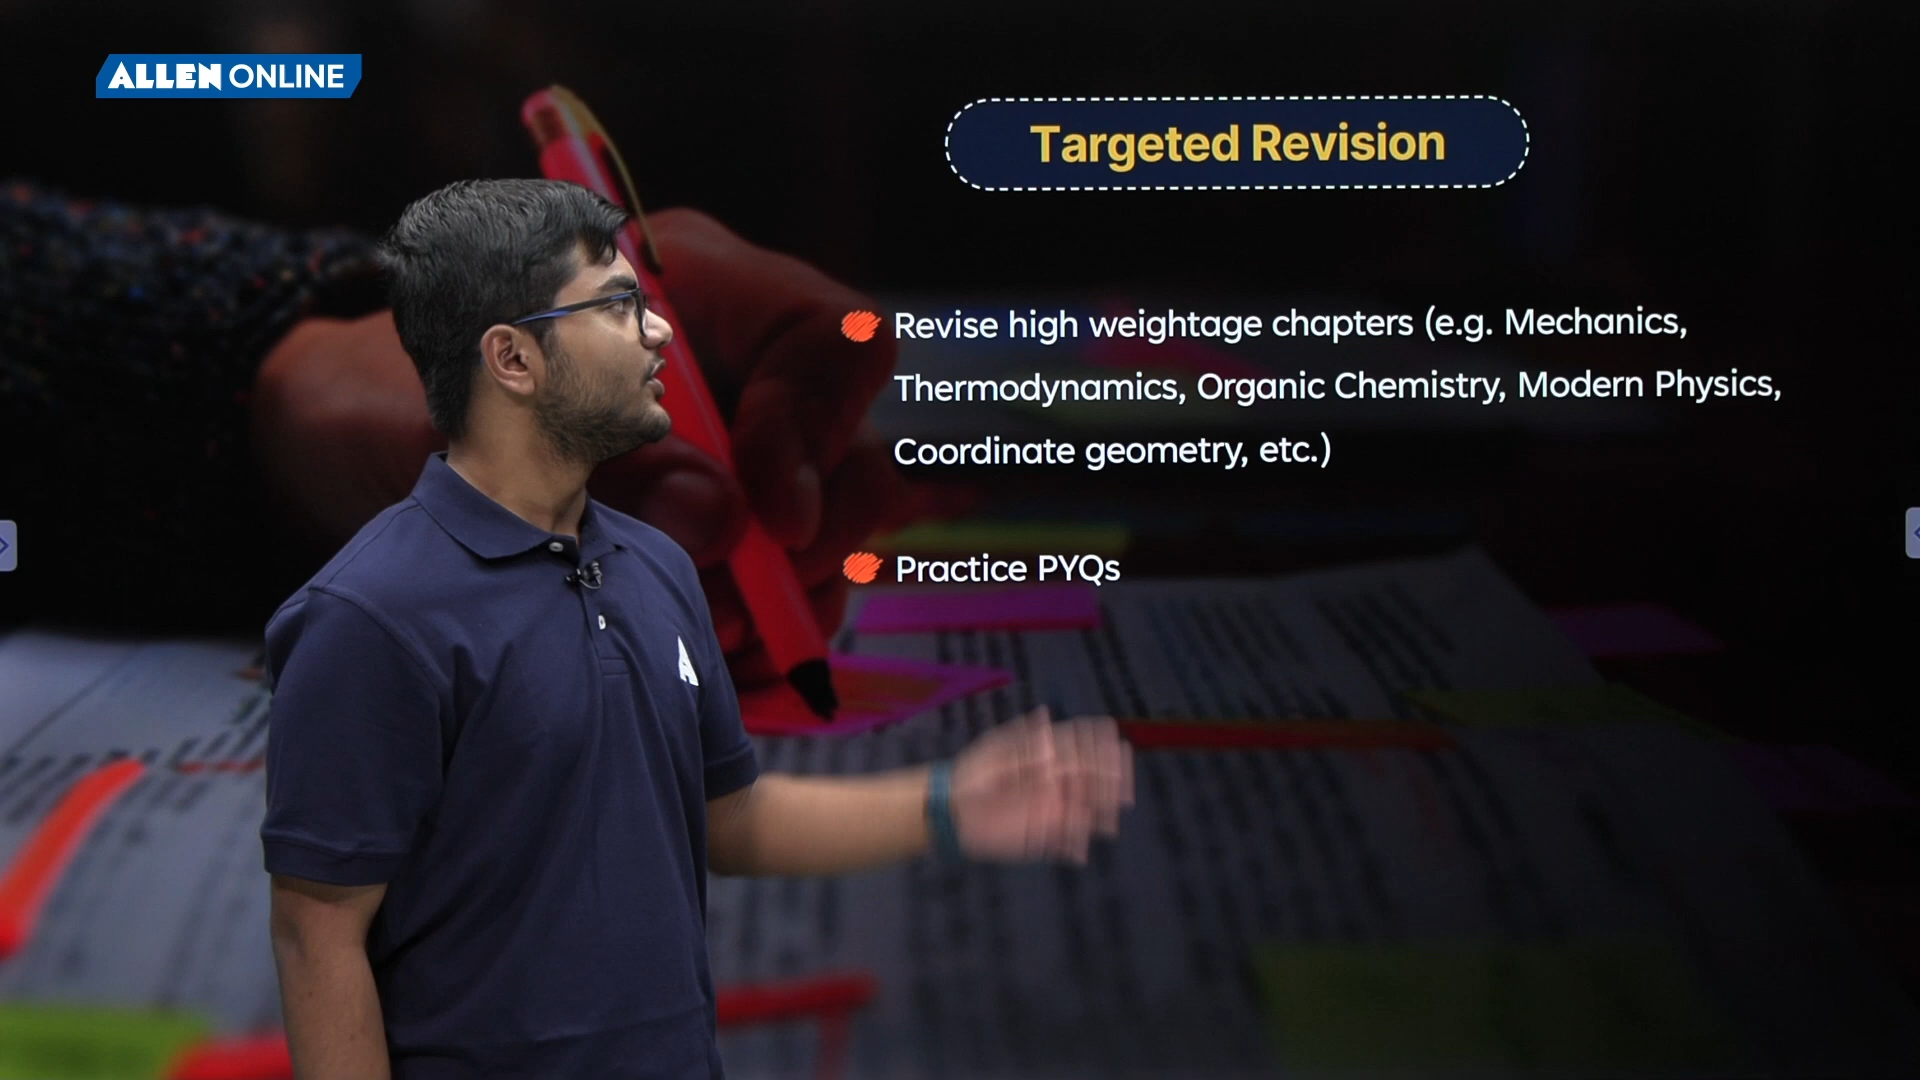 ALLEN ONLINE
Targeted Revision
Revise high weightage chapters (e.g. Mechanics,
Thermodynamics, Organic Chemistry, Modern Physics,
Coordinate geometry, etc.)
Practice PYQs